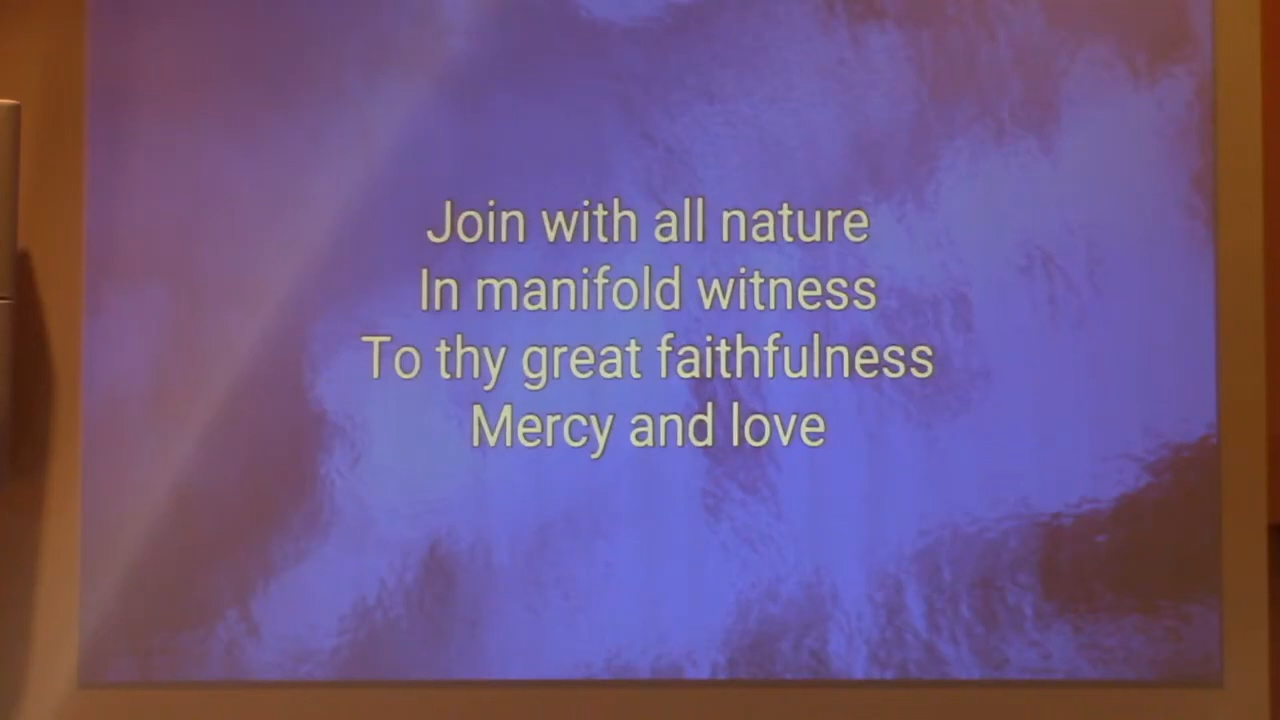 Join with all nature
In manifold witness
To thy great faithfulness
Mercy and love